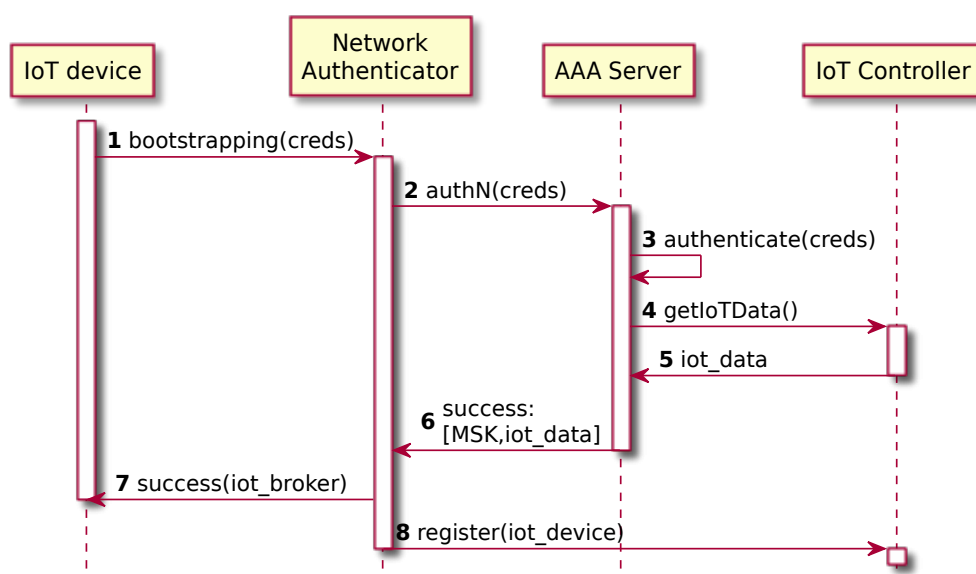 IoT device
Network
Authenticator
AAA Server
IoT Controller
1 bootstrapping(creds)
2 authN(creds)
3 authenticate(creds)
4 getIoTData()
5 iot_data
6 success:
[MSK,iot_data]
7 success(iot_broker)
8 register(iot_device)